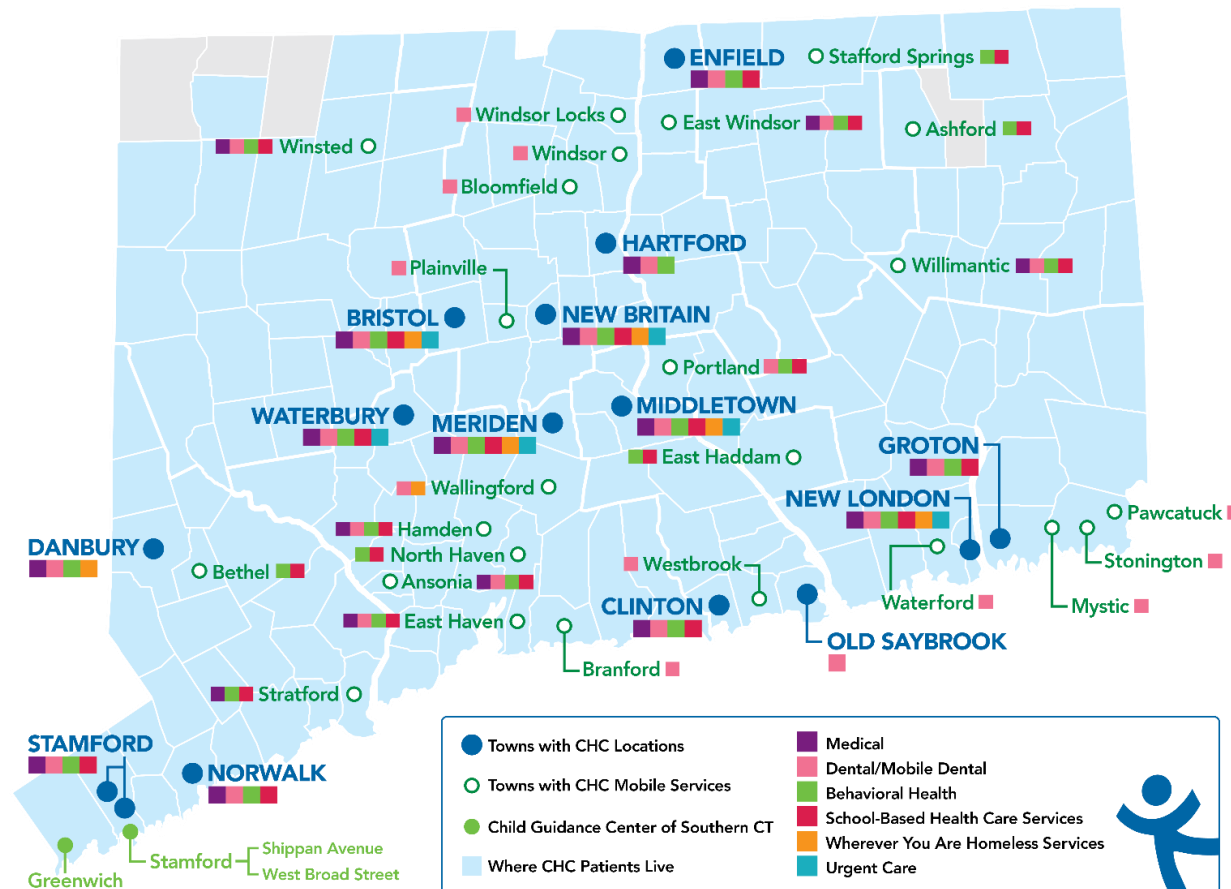 ENFIELD
Stafford Springs
Windsor Locks
East Windsor
Ashford
Winsted
Windsor
Bloomfield
HARTFORD
Plainville
Willimantic
BRISTOL
NEW BRITAIN
Portland
WATERBURY
MERIDEN
MIDDLETOWN
East Haddam
GROTON
Wallingford
NEW LONDON
Pawcatuck
Hamden
DANBURY
North Haven
Bethel
Ansonia
Westbrook
Stonington
Waterford
Mystic
CLINTON
East Haven
OLD SAYBROOK
Branford
Stratford
STAMFORD
NORWALK
Greenwich
Stamford
Shippan Avenue
West Broad Street
Towns with CHC Locations
Towns with CHC Mobile Services
Child Guidance Center of Southern CT
Where CHC Patients Live
Medical
Dental/Mobile Dental
Behavioral Health
School-Based Health Care Services
Wherever You Are Homeless Services
Urgent Care